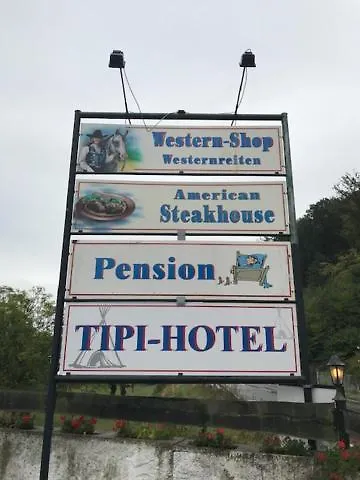 Western-Shop
Westernreiten
American
Steakhouse
Pension
TIPI-HOTEL